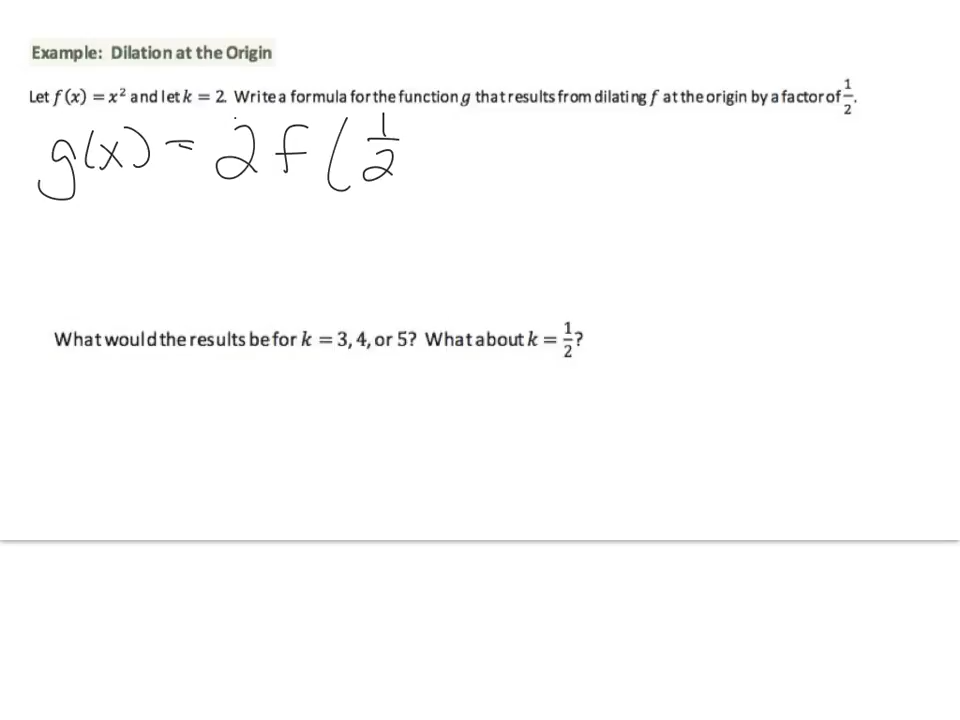 Example: Dilation at the Origin
Let f(x) = x² and let k = 2. Write a formula for the function g that results from dilating f at the origin by a factor of 1/2.
g(x) = 2 f ( 1/2
What would the results be for k = 3, 4, or 5? What about k = 1/2?